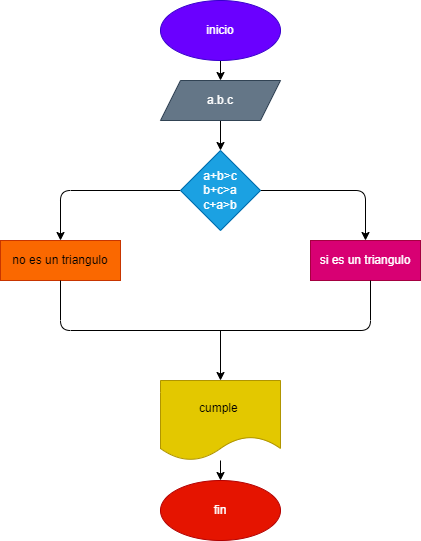 inicio
a.b.c
a+b>c
b+c>a
c+a>b
no es un triangulo
si es un triangulo
cumple
fin